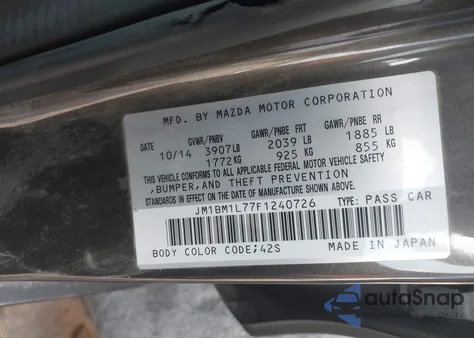 MFD. BY MAZDA MOTOR CORPORATION
GVWR/PNBV GAWR/PNBE FRT GAWR/PNBE RR
10/14 3907LB 2039 LB 1885 LB
1772KG 925 KG 855 KG
THIS VEHICLE CONFORMS TO ALL APPLICABLE FEDERAL MOTOR VEHICLE SAFETY
,BUMPER,AND THEFT PREVENTION
STANDARDS IN EFFECT ON THE DATE OF MANUFACTURE SHOWN ABOVE.
JM1BM1L77F1240726 TYPE: PASS CAR
BODY COLOR CODE;42S MADE IN JAPAN
autoSnap